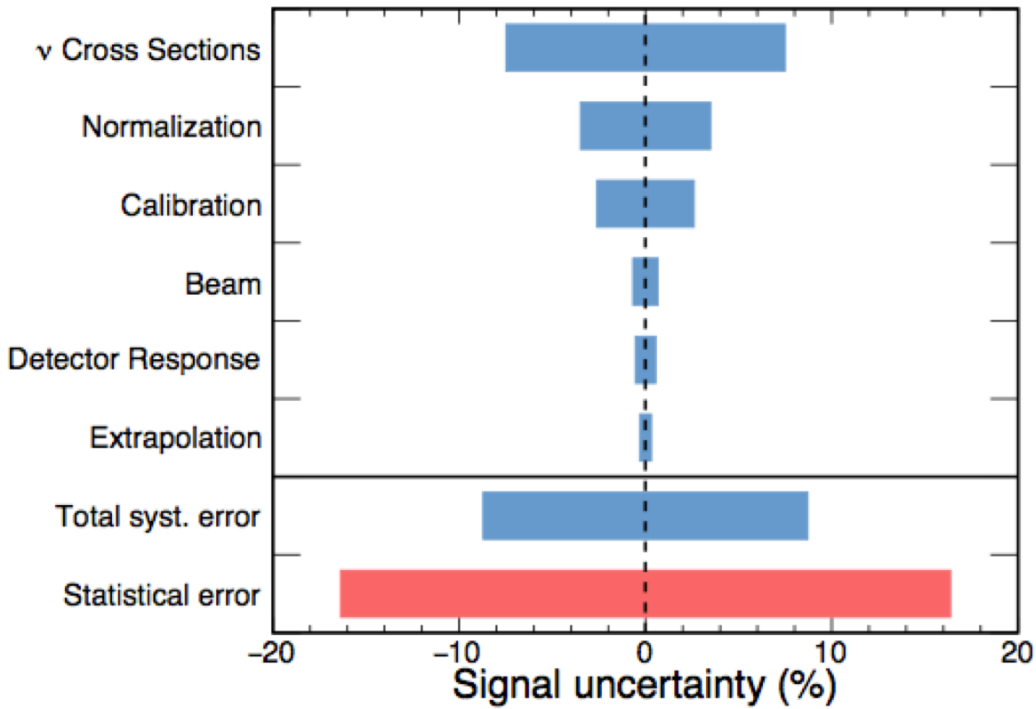 ν Cross Sections
Normalization
Calibration
Beam
Detector Response
Extrapolation
Total syst. error
Statistical error
−20 −10 0 10 20
Signal uncertainty (%)